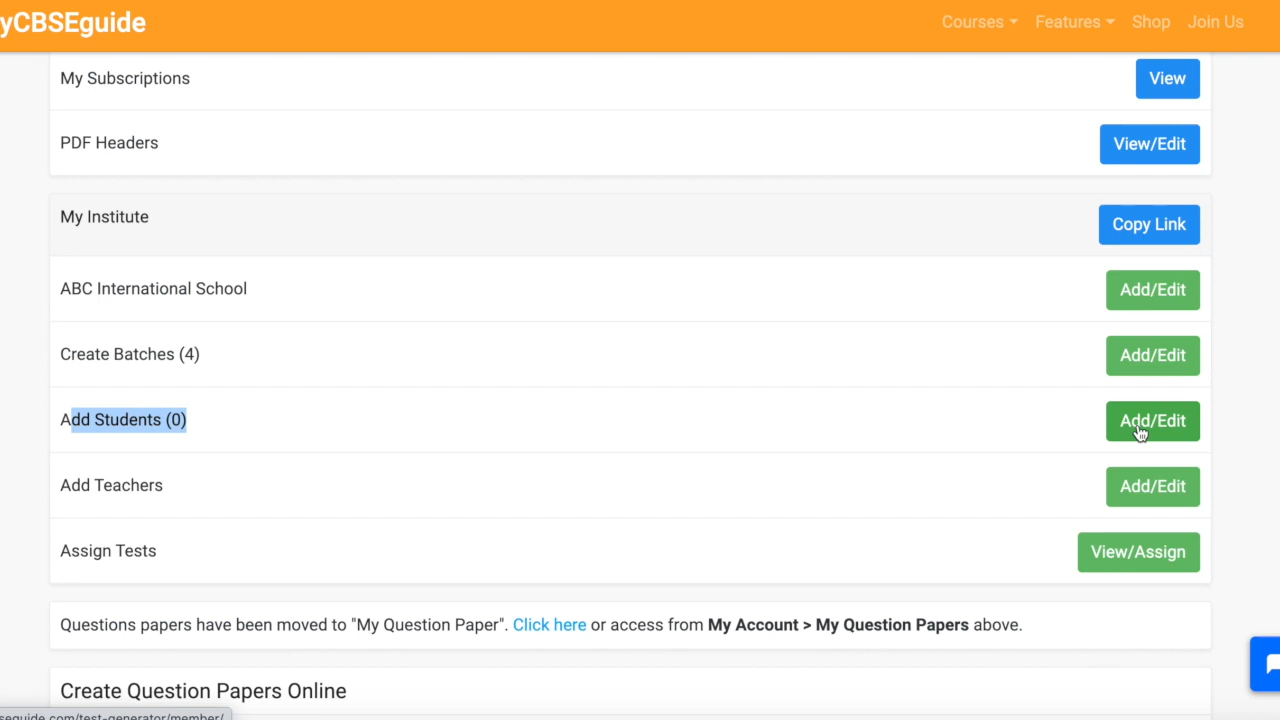 yCBSEguide
Courses
Features
Shop
Join Us
My Subscriptions
View
PDF Headers
View/Edit
My Institute
Copy Link
ABC International School
Add/Edit
Create Batches (4)
Add/Edit
Add Students (0)
Add/Edit
Add Teachers
Add/Edit
Assign Tests
View/Assign
Questions papers have been moved to "My Question Paper". Click here or access from My Account > My Question Papers above.
Create Question Papers Online
seguide.com/test-generator/member/